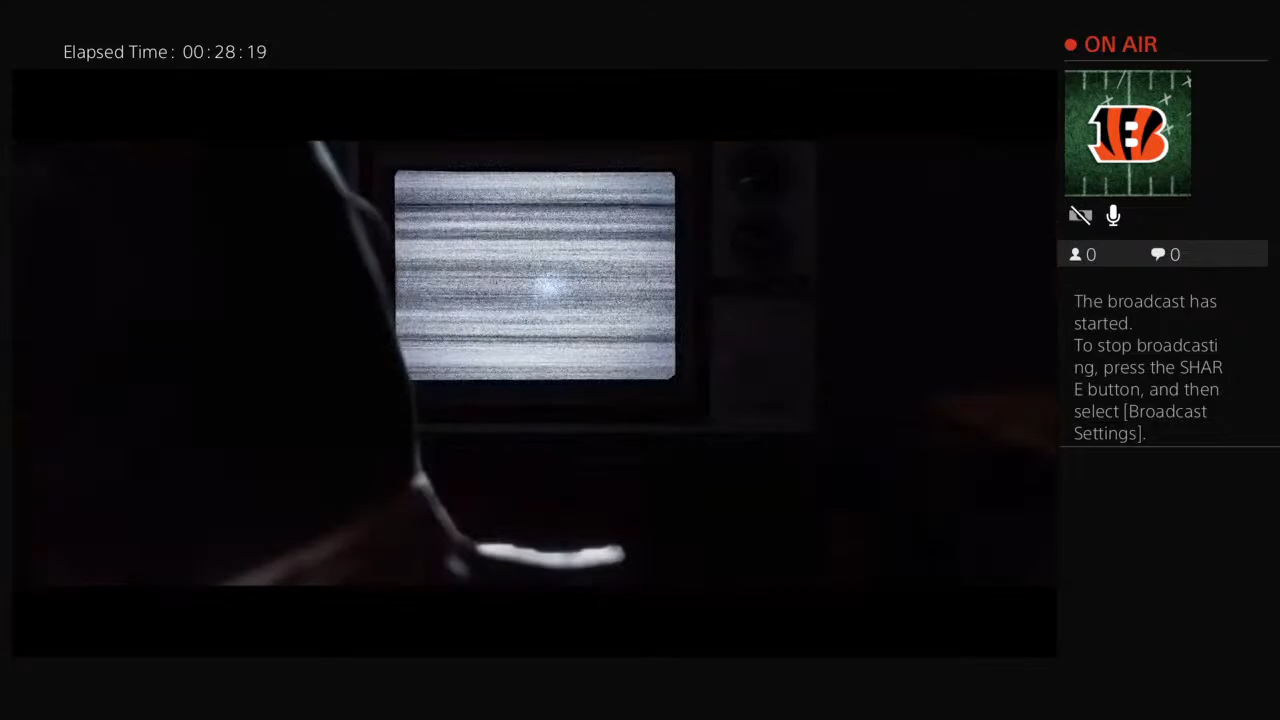 Elapsed Time: 00:28:19
ON AIR
B
0
0
The broadcast has
started.
To stop broadcasti
ng, press the SHAR
E button, and then
select [Broadcast
Settings].